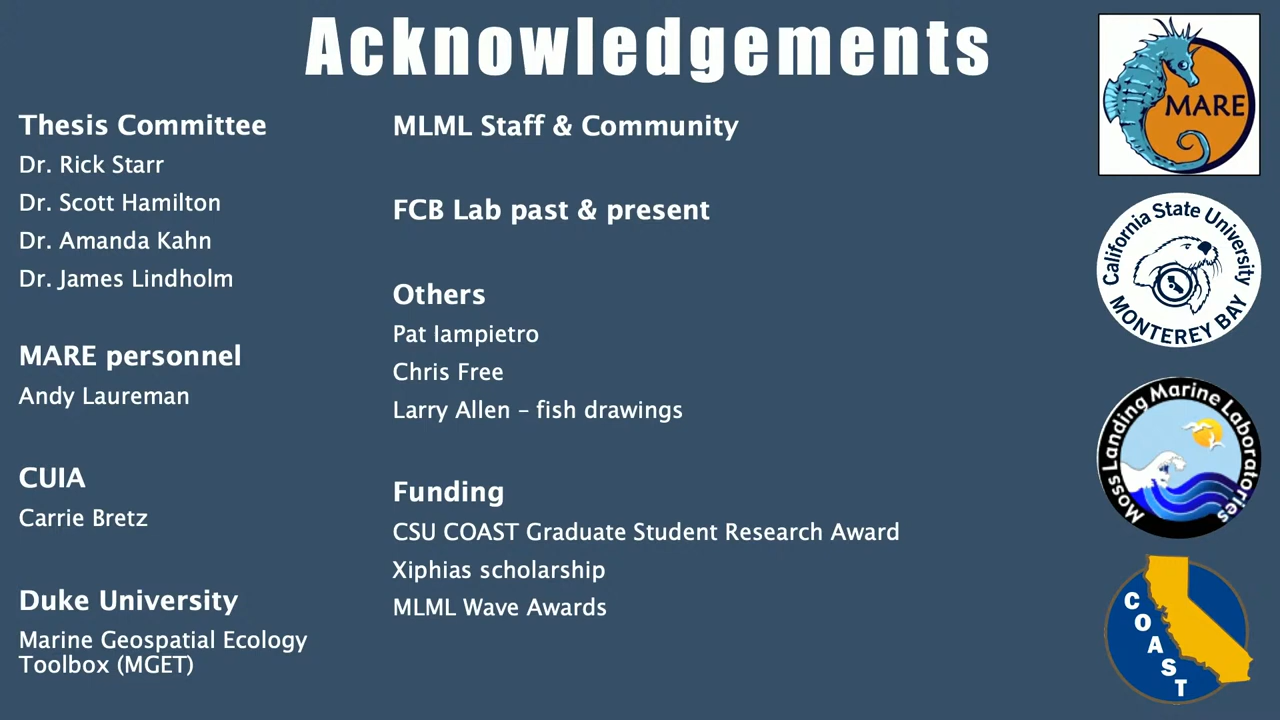 Acknowledgements
Thesis Committee
Dr. Rick Starr
Dr. Scott Hamilton
Dr. Amanda Kahn
Dr. James Lindholm
MARE personnel
Andy Laureman
CUIA
Carrie Bretz
Duke University
Marine Geospatial Ecology
Toolbox (MGET)
MLML Staff & Community
FCB Lab past & present
Others
Pat Iampietro
Chris Free
Larry Allen – fish drawings
Funding
CSU COAST Graduate Student Research Award
Xiphias scholarship
MLML Wave Awards
MARE
California State University
MONTEREY BAY
Moss Landing Marine Laboratories
COAST